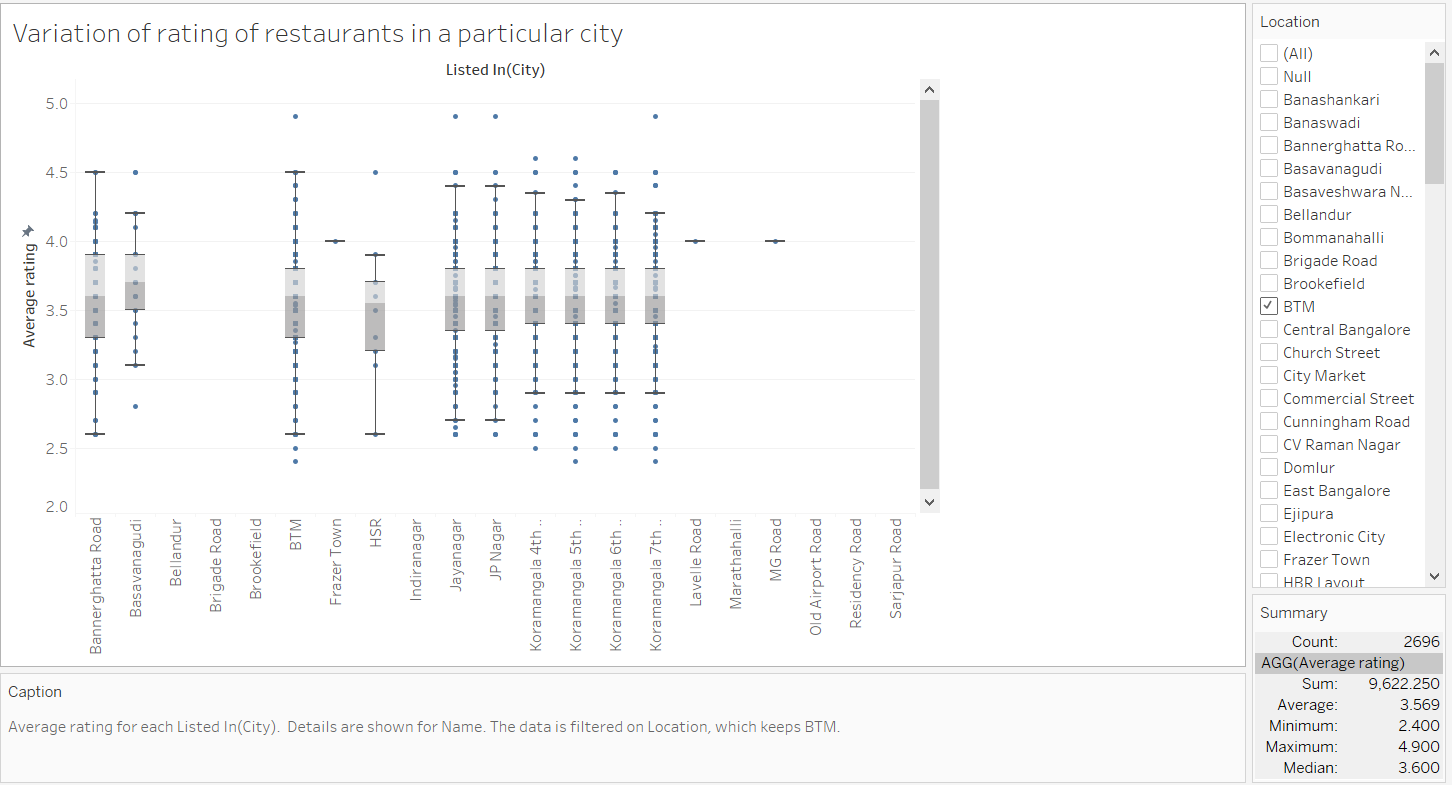 Variation of rating of restaurants in a particular city
Listed In(City)
Average rating
5.0
4.5
4.0
3.5
3.0
2.5
2.0
Bannerghatta Road
Basavanagudi
Bellandur
Brigade Road
Brookefield
BTM
Frazer Town
HSR
Indiranagar
Jayanagar
JP Nagar
Koramangala 4th ..
Koramangala 5th ..
Koramangala 6th ..
Koramangala 7th ..
Lavelle Road
Marathahalli
MG Road
Old Airport Road
Residency Road
Sarjapur Road
Caption
Average rating for each Listed In(City).  Details are shown for Name. The data is filtered on Location, which keeps BTM.
Location
(All)
Null
Banashankari
Banaswadi
Bannerghatta Ro...
Basavanagudi
Basaveshwara N...
Bellandur
Bommanahalli
Brigade Road
Brookefield
BTM
Central Bangalore
Church Street
City Market
Commercial Street
Cunningham Road
CV Raman Nagar
Domlur
East Bangalore
Ejipura
Electronic City
Frazer Town
HBR Layout
Summary
Count: 2696
AGG(Average rating)
Sum: 9,622.250
Average: 3.569
Minimum: 2.400
Maximum: 4.900
Median: 3.600